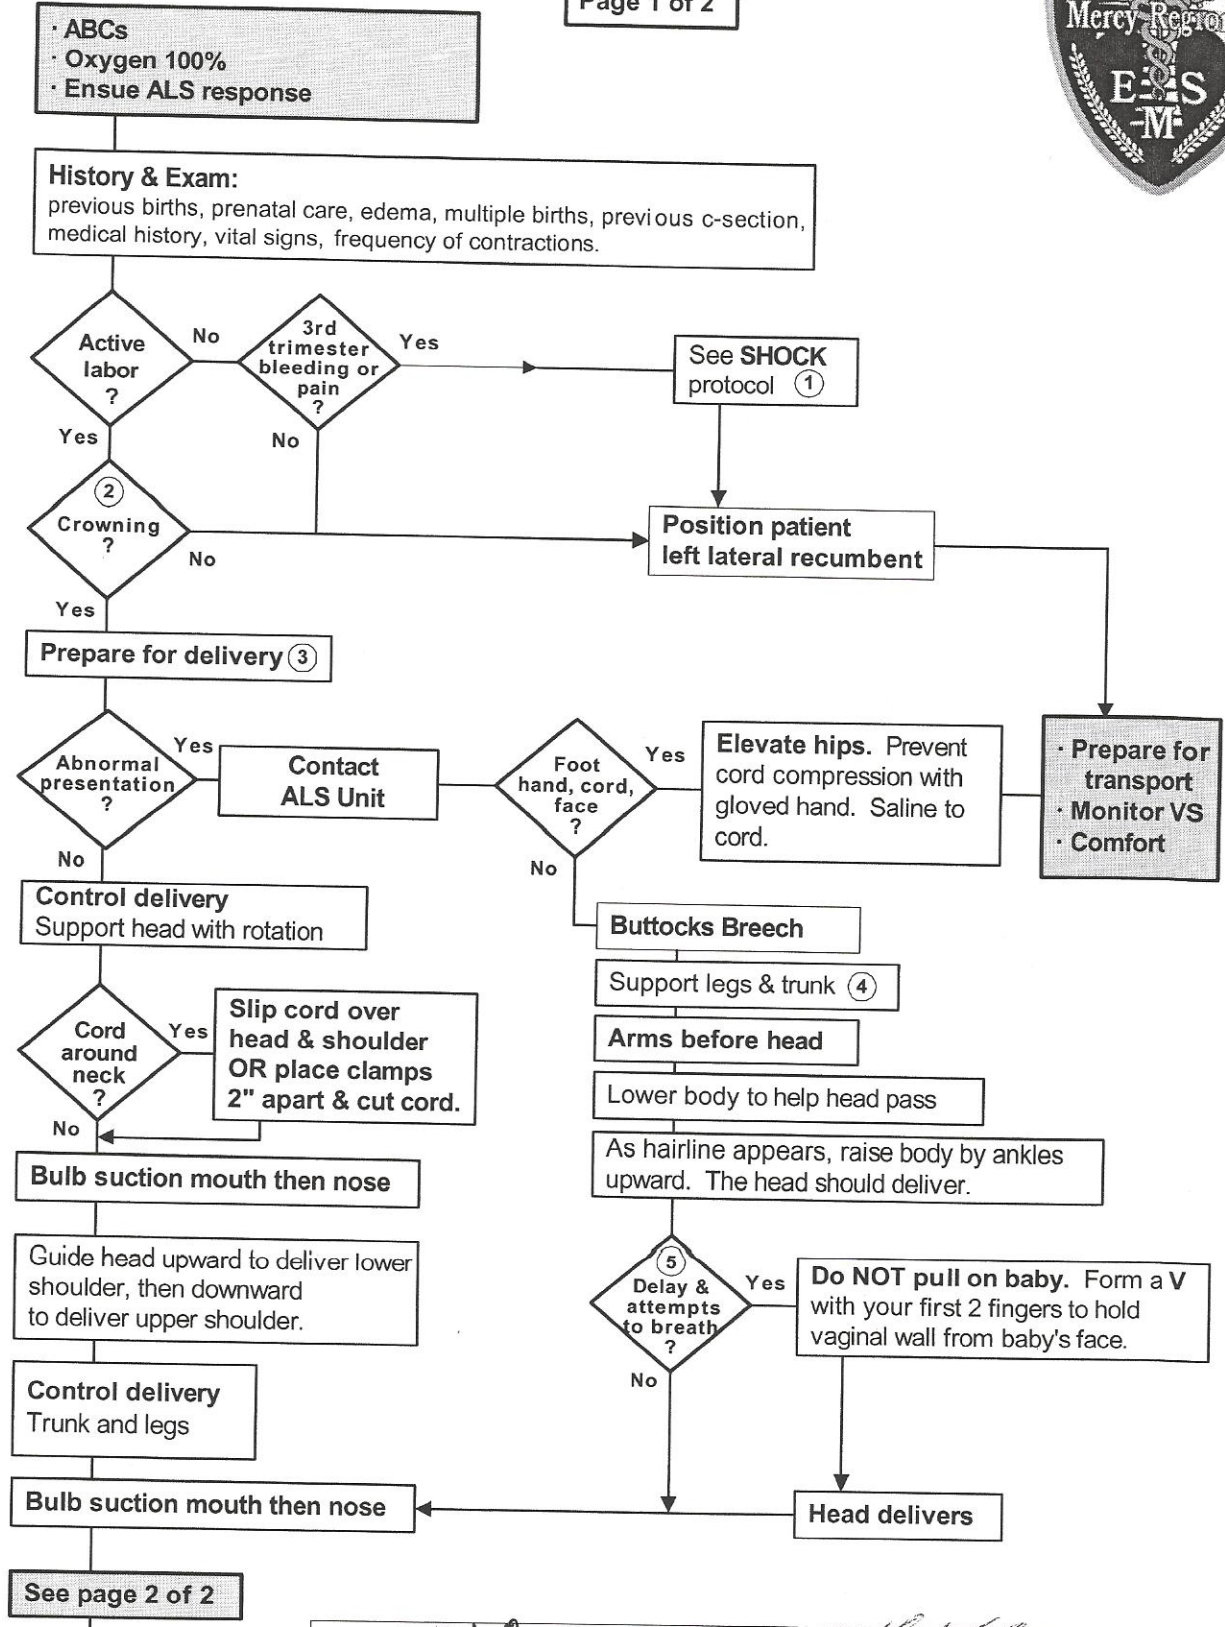 Page 1 of 2
Mercy Region
E S
M
· ABCs
· Oxygen 100%
· Ensue ALS response
History & Exam:
previous births, prenatal care, edema, multiple births, previous c-section,
medical history, vital signs, frequency of contractions.
Active
labor
?
No
Yes
3rd
trimester
bleeding or
pain
?
Yes
No
See SHOCK
protocol 1
2
Crowning
?
No
Yes
Position patient
left lateral recumbent
Prepare for delivery 3
Abnormal
presentation
?
Yes
No
Contact
ALS Unit
Foot
hand, cord,
face
?
Yes
No
Elevate hips. Prevent
cord compression with
gloved hand. Saline to
cord.
· Prepare for
transport
· Monitor VS
· Comfort
Control delivery
Support head with rotation
Cord
around
neck
?
Yes
No
Slip cord over
head & shoulder
OR place clamps
2" apart & cut cord.
Bulb suction mouth then nose
Guide head upward to deliver lower
shoulder, then downward
to deliver upper shoulder.
Control delivery
Trunk and legs
Bulb suction mouth then nose
See page 2 of 2
Buttocks Breech
Support legs & trunk 4
Arms before head
Lower body to help head pass
As hairline appears, raise body by ankles
upward. The head should deliver.
5
Delay &
attempts
to breath
?
Yes
No
Do NOT pull on baby. Form a V
with your first 2 fingers to hold
vaginal wall from baby's face.
Head delivers